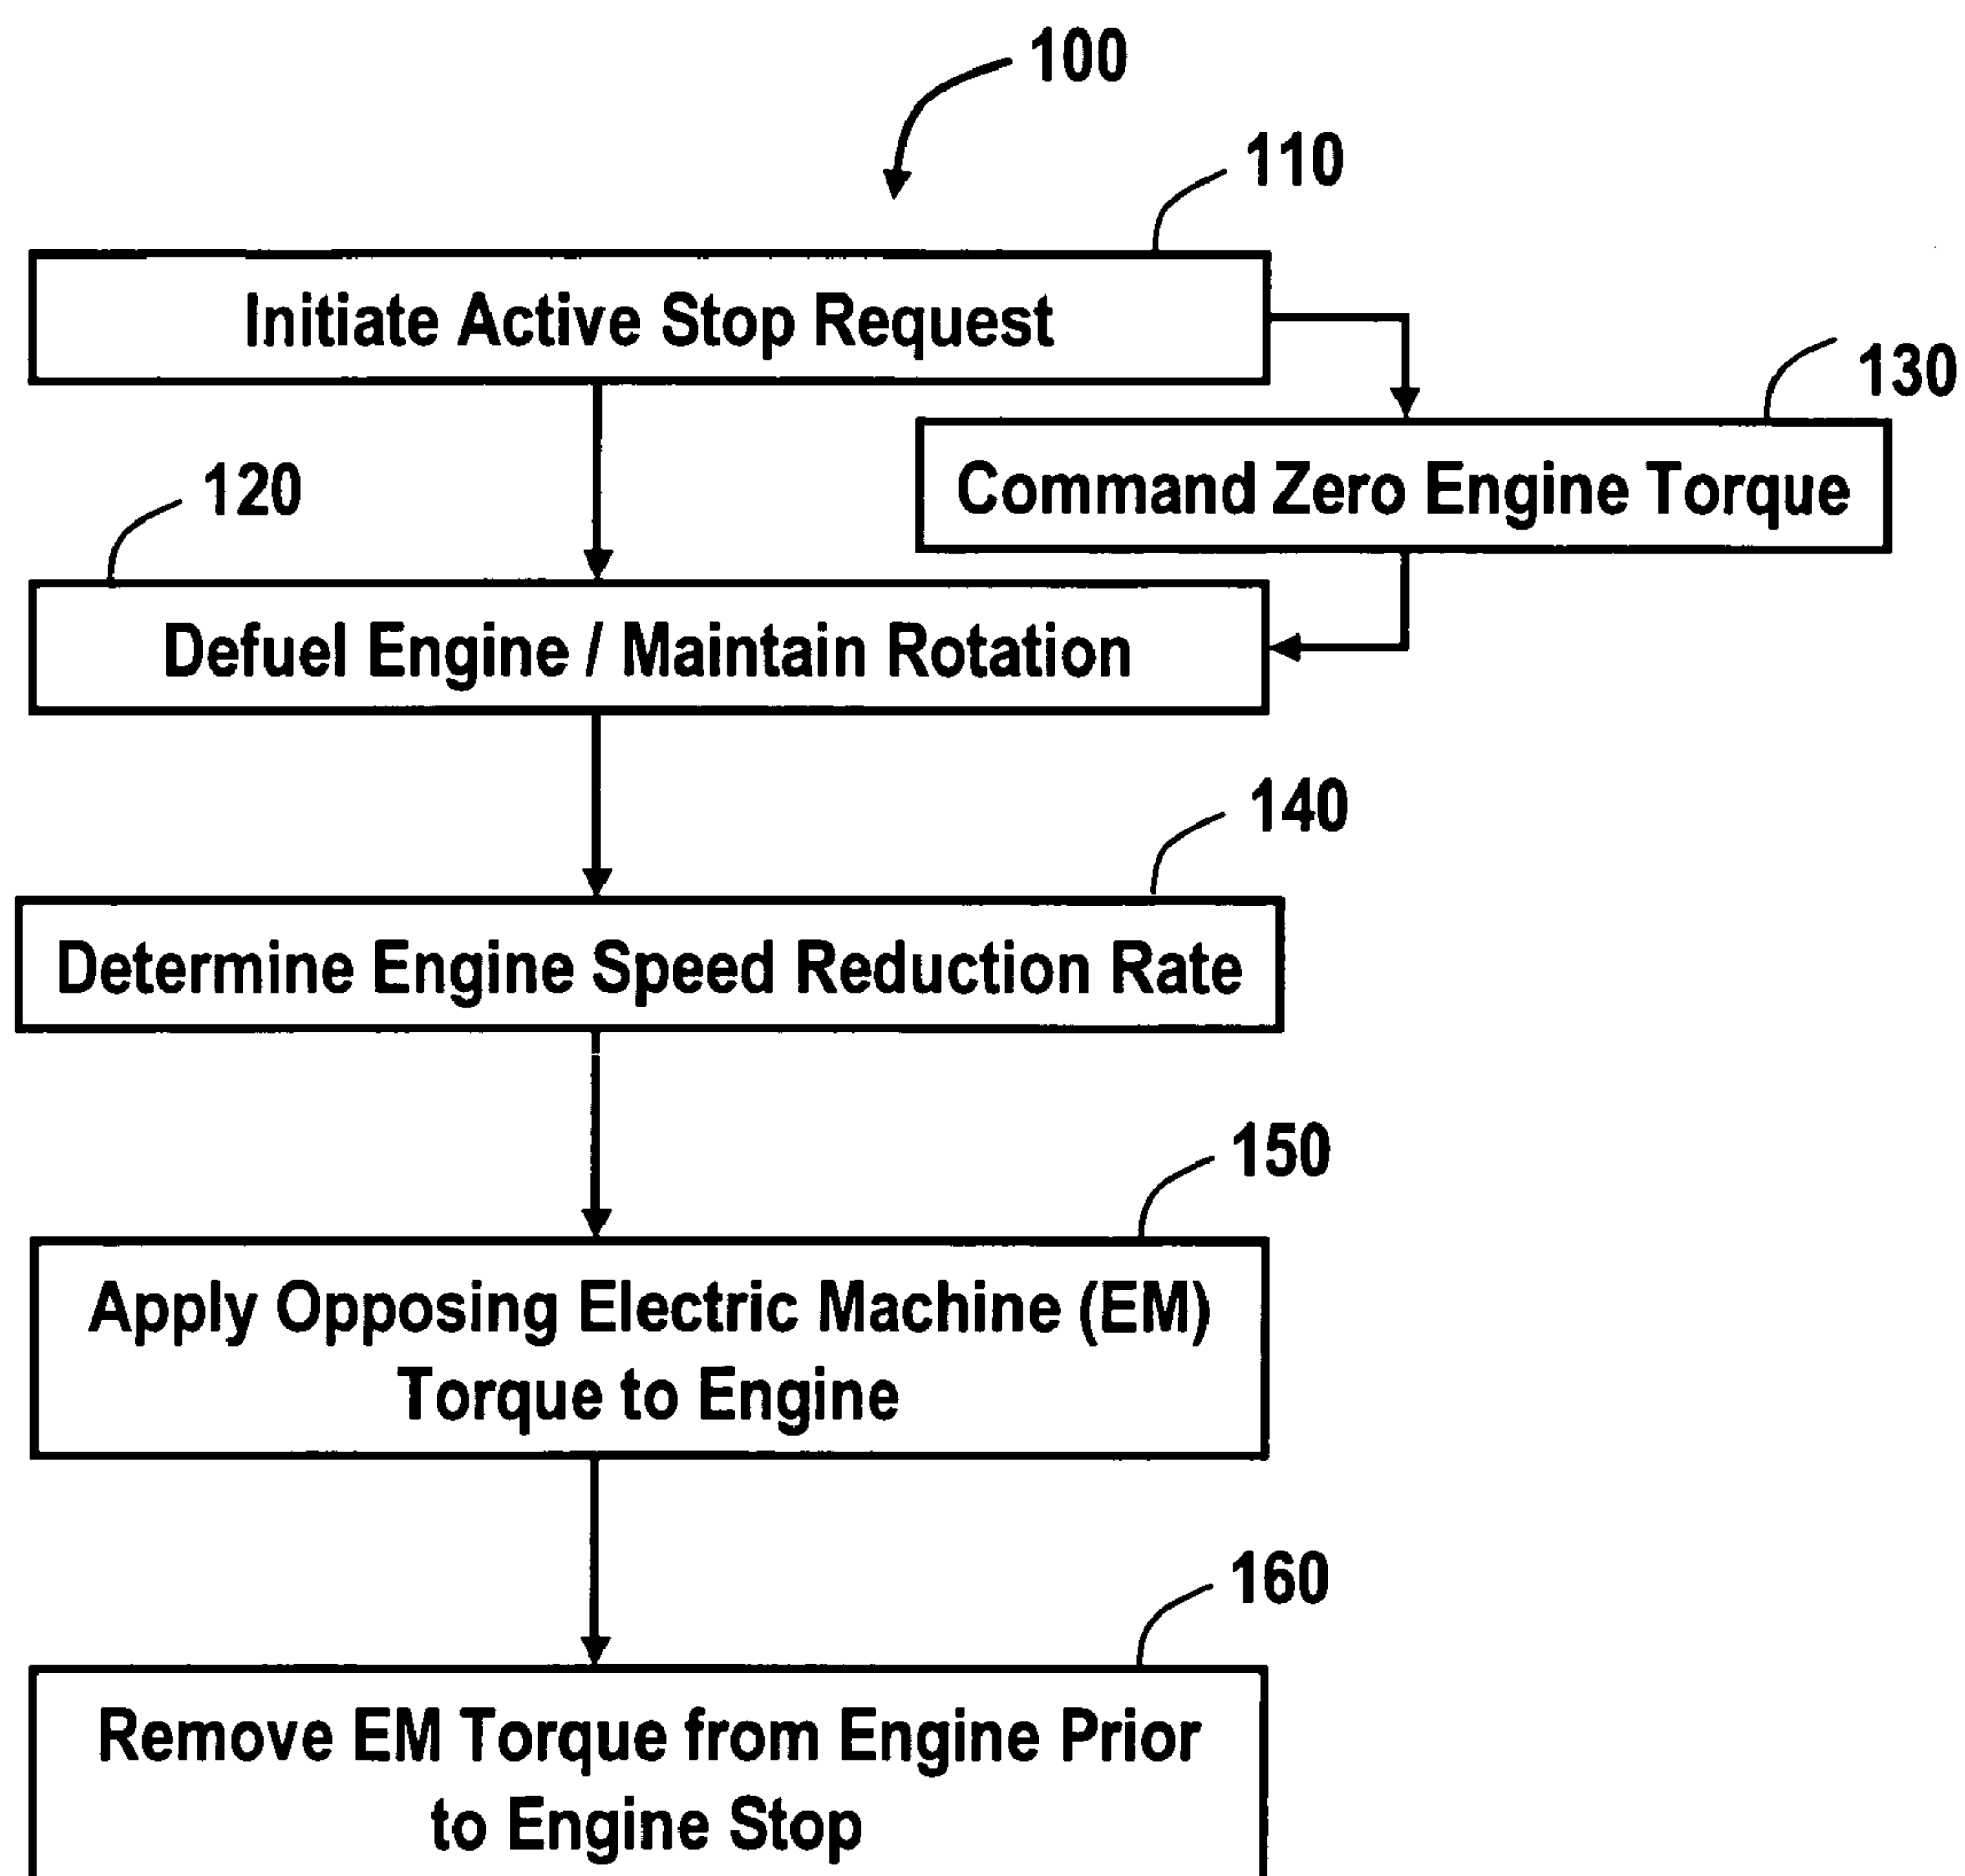 100
110
Initiate Active Stop Request
130
Command Zero Engine Torque
120
Defuel Engine / Maintain Rotation
140
Determine Engine Speed Reduction Rate
150
Apply Opposing Electric Machine (EM)
Torque to Engine
160
Remove EM Torque from Engine Prior
to Engine Stop